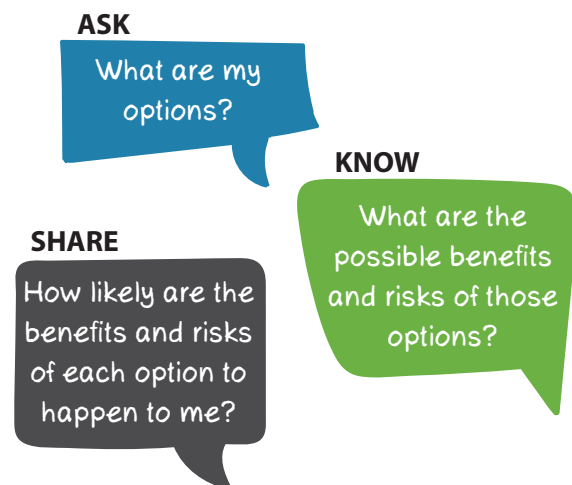 ASK
What are my
options?
KNOW
What are the
possible benefits
and risks of those
options?
SHARE
How likely are the
benefits and risks
of each option to
happen to me?